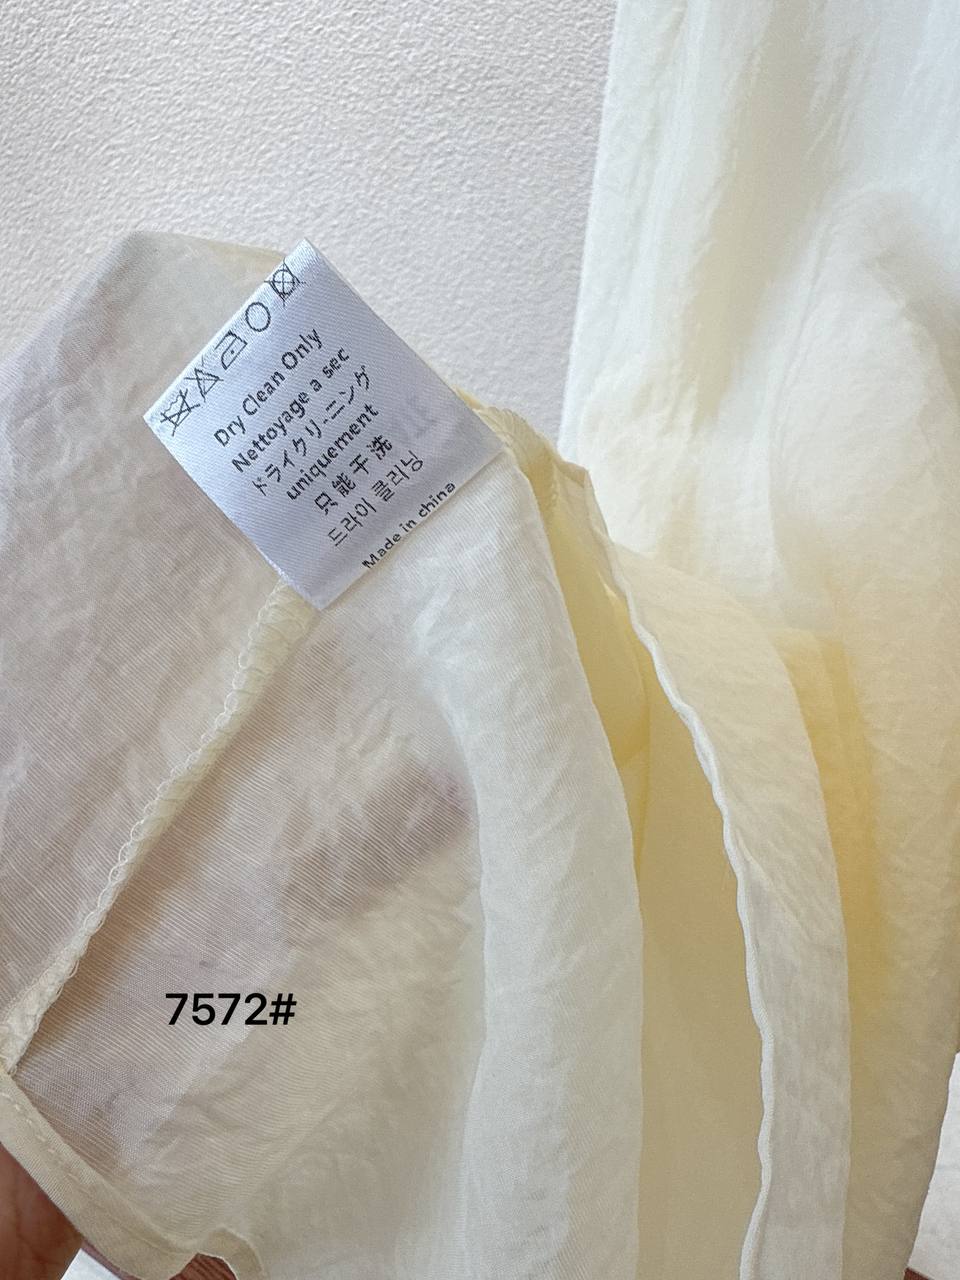 Dry Clean Only
Nettoyage a sec
ドライクリ-ニング
uniquement
只能干洗
드라이 클리닝
Made in china
7572#